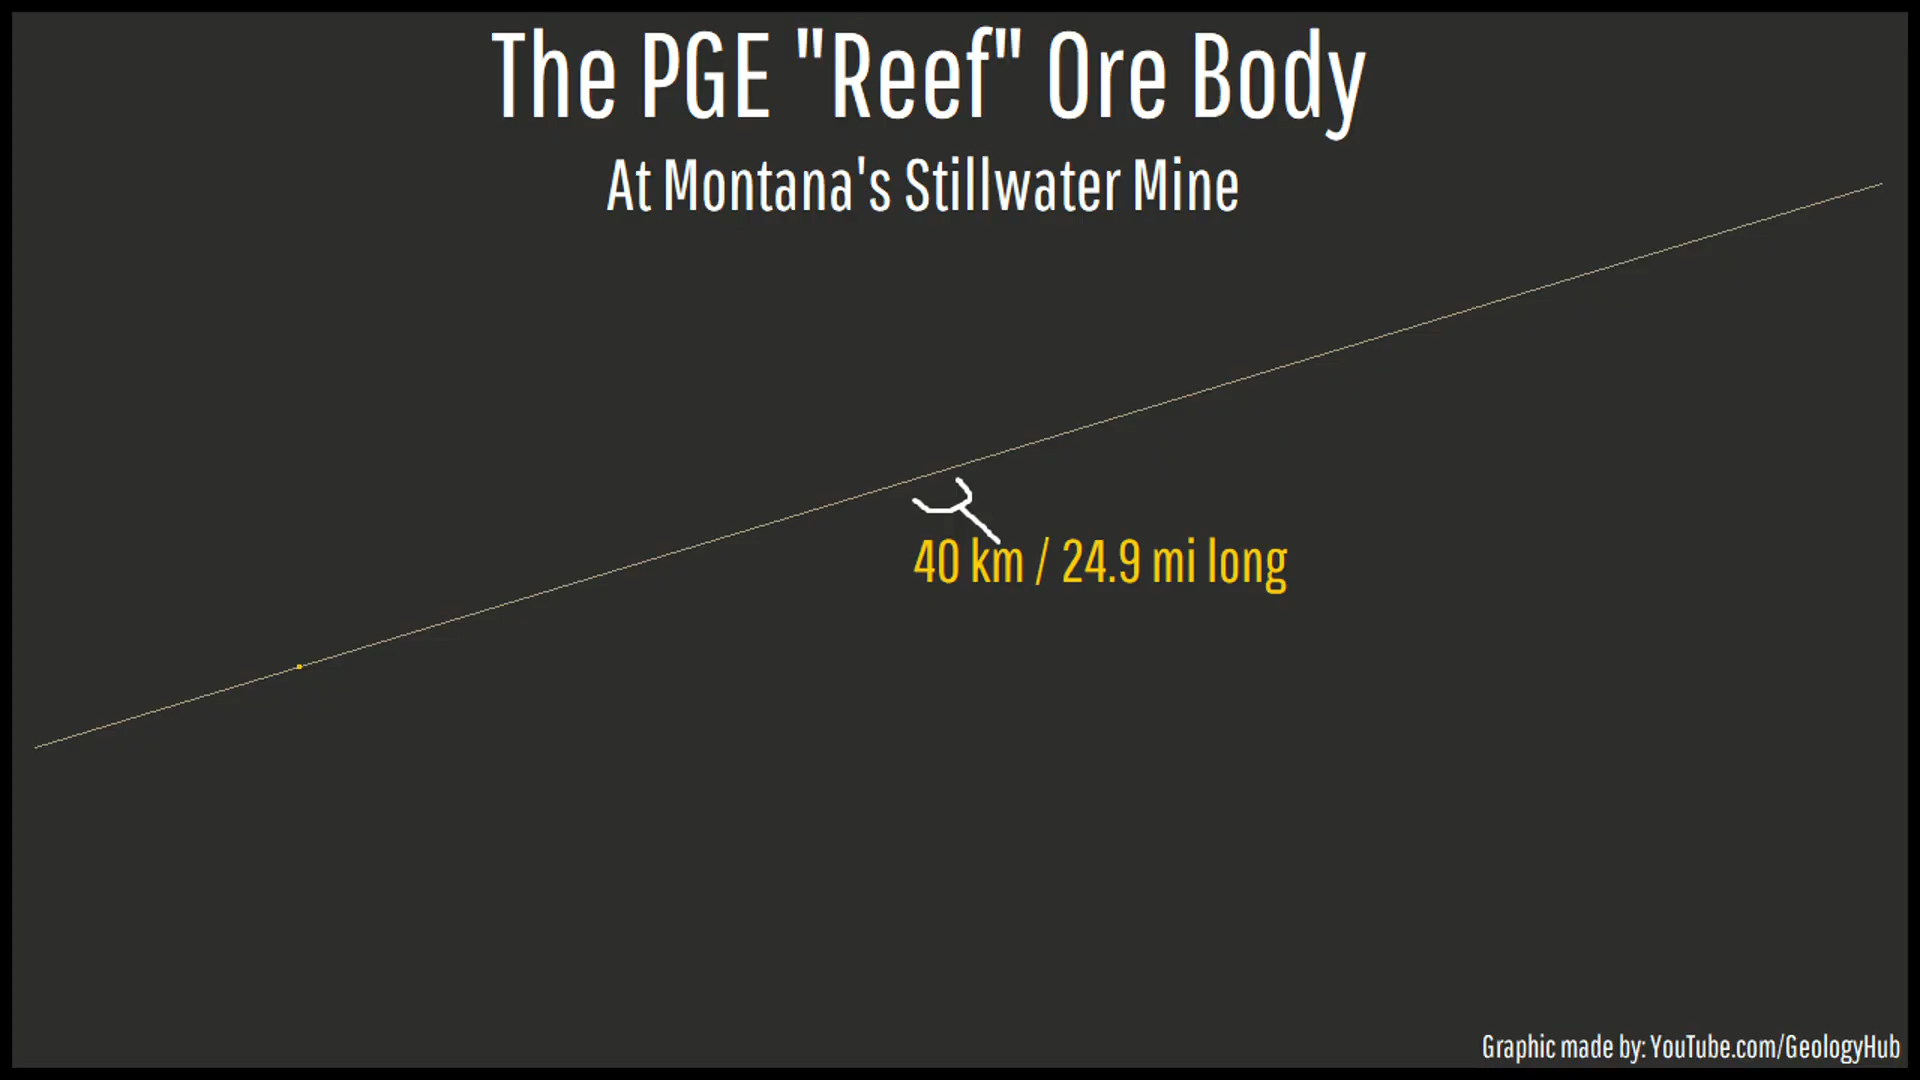 The PGE "Reef" Ore Body
At Montana's Stillwater Mine
40 km / 24.9 mi long
Graphic made by: YouTube.com/GeologyHub